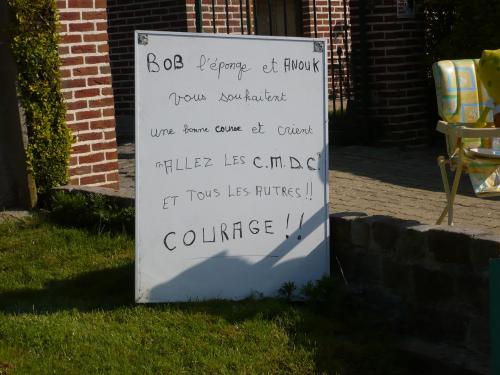 BOB l'éponge et ANOUK
vous souhaitent
une bonne course et crient
"ALLEZ LES C.M.D.C!
ET TOUS LES AUTRES!!
COURAGE!!